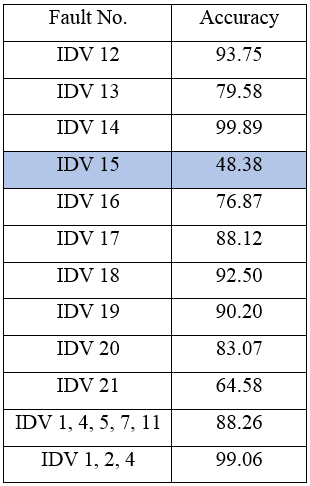 Fault No. Accuracy
IDV 12 93.75
IDV 13 79.58
IDV 14 99.89
IDV 15 48.38
IDV 16 76.87
IDV 17 88.12
IDV 18 92.50
IDV 19 90.20
IDV 20 83.07
IDV 21 64.58
IDV 1, 4, 5, 7, 11 88.26
IDV 1, 2, 4 99.06